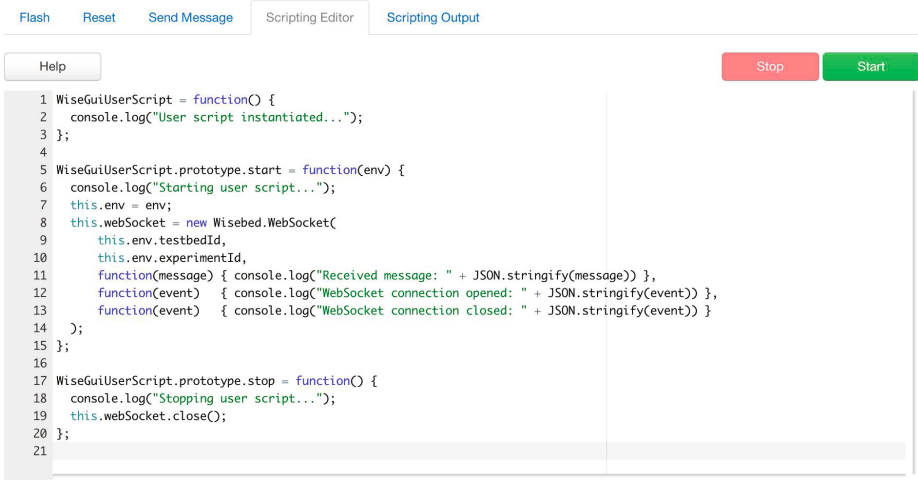 Flash Reset Send Message Scripting Editor Scripting Output
Help Stop Start
1 WiseGuiUserScript = function() {
2   console.log("User script instantiated...");
3 };
4
5 WiseGuiUserScript.prototype.start = function(env) {
6   console.log("Starting user script...");
7   this.env = env;
8   this.webSocket = new Wisebed.WebSocket(
9       this.env.testbedId,
10       this.env.experimentId,
11       function(message) { console.log("Received message: " + JSON.stringify(message)) },
12       function(event)   { console.log("WebSocket connection opened: " + JSON.stringify(event)) },
13       function(event)   { console.log("WebSocket connection closed: " + JSON.stringify(event)) }
14   );
15 };
16
17 WiseGuiUserScript.prototype.stop = function() {
18   console.log("Stopping user script...");
19   this.webSocket.close();
20 };
21